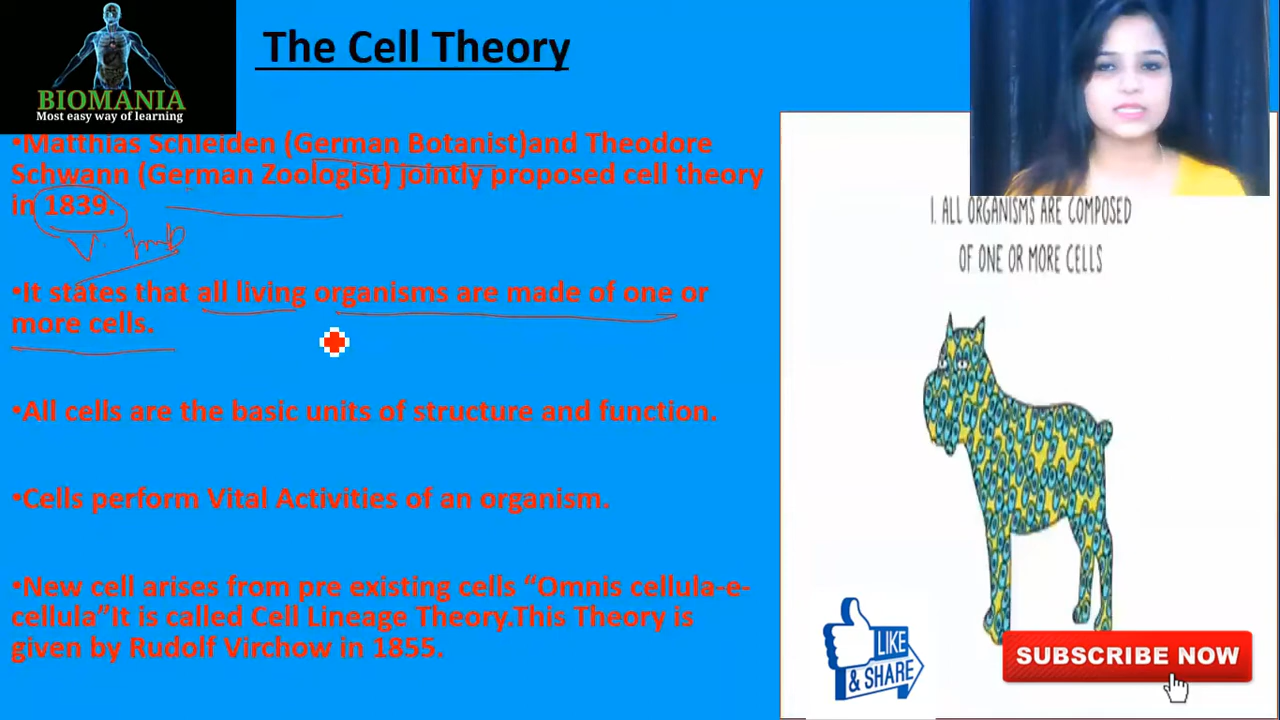 BIOMANIA
Most easy way of learning
The Cell Theory
•Matthias Schleiden (German Botanist)and Theodore
Schwann (German Zoologist) jointly proposed cell theory
in 1839.
•It states that all living organisms are made of one or
more cells.
•All cells are the basic units of structure and function.
•Cells perform Vital Activities of an organism.
•New cell arises from pre existing cells “Omnis cellula-e-
cellula”It is called Cell Lineage Theory.This Theory is
given by Rudolf Virchow in 1855.
1. ALL ORGANISMS ARE COMPOSED
OF ONE OR MORE CELLS
LIKE
& SHARE
SUBSCRIBE NOW